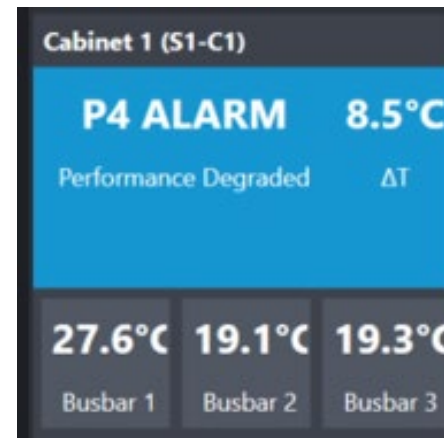 Cabinet 1 (S1-C1)
P4 ALARM 8.5°C
Performance Degraded ΔT
27.6°C 19.1°C 19.3°C
Busbar 1 Busbar 2 Busbar 3